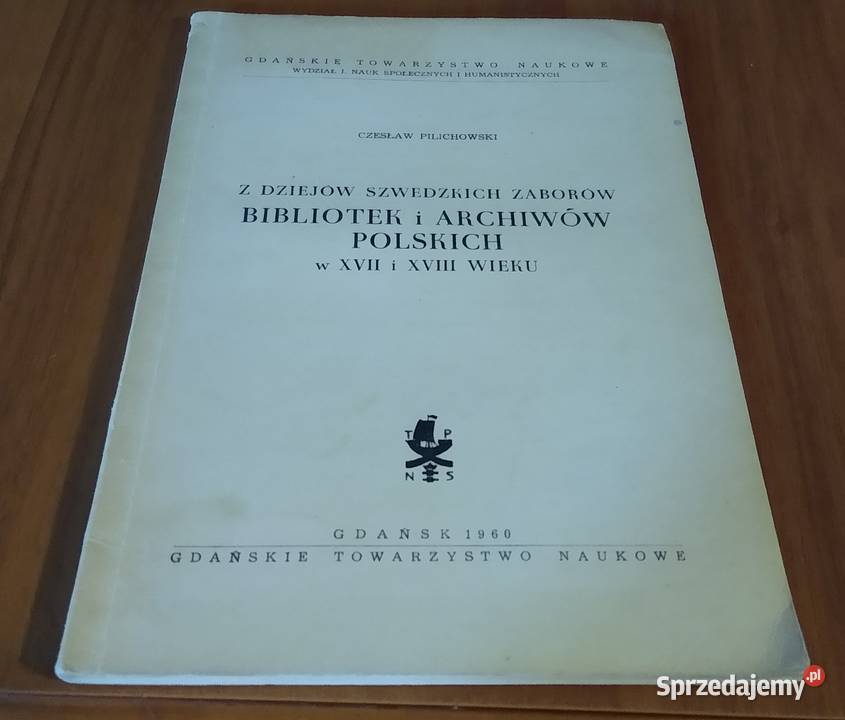 GDAŃSKIE TOWARZYSTWO NAUKOWE
WYDZIAŁ I. NAUK SPOŁECZNYCH I HUMANISTYCZNYCH
CZESŁAW PILICHOWSKI
Z DZIEJÓW SZWEDZKICH ZABORÓW
BIBLIOTEK i ARCHIWÓW
POLSKICH
w XVII i XVIII WIEKU
T P
N S
GDAŃSK 1960
GDAŃSKIE TOWARZYSTWO NAUKOWE
Sprzedajemy.pl